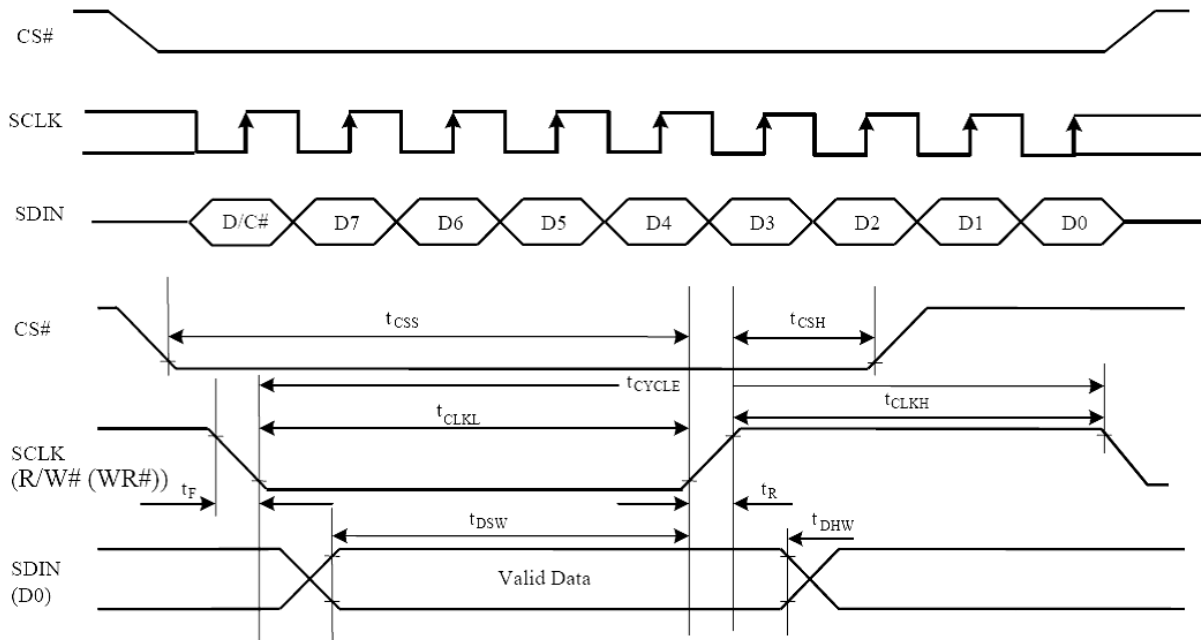 CS#
SCLK
SDIN
D/C# D7 D6 D5 D4 D3 D2 D1 D0
CS#
tCSS
tCSH
tCYCLE
tCLKL
tCLKH
SCLK
(R/W# (WR#))
tF
tR
tDSW
tDHW
SDIN
(D0)
Valid Data